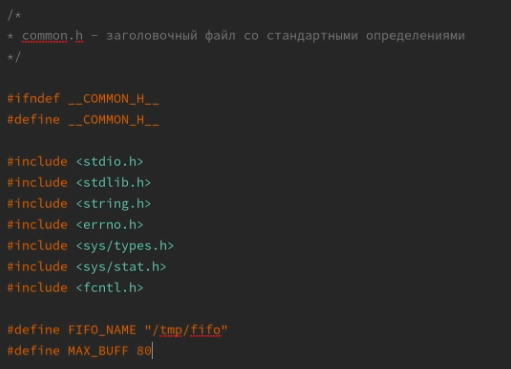 /*
* common.h - заголовочный файл со стандартными определениями
*/
#ifndef __COMMON_H__
#define __COMMON_H__
#include <stdio.h>
#include <stdlib.h>
#include <string.h>
#include <errno.h>
#include <sys/types.h>
#include <sys/stat.h>
#include <fcntl.h>
#define FIFO_NAME "/tmp/fifo"
#define MAX_BUFF 80